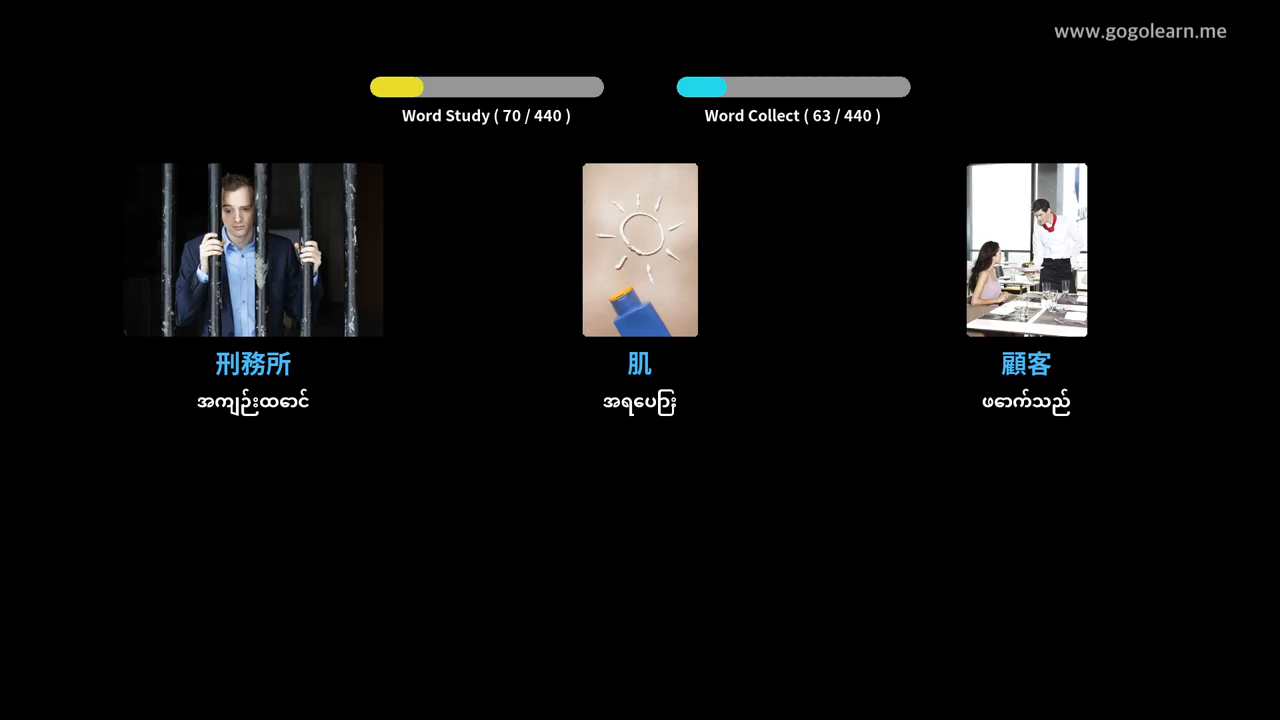 www.gogolearn.me
Word Study ( 70 / 440 )
Word Collect ( 63 / 440 )
刑務所
肌
顧客
အကျဉ်းထောင်
အရေပြား
ဖောက်သည်